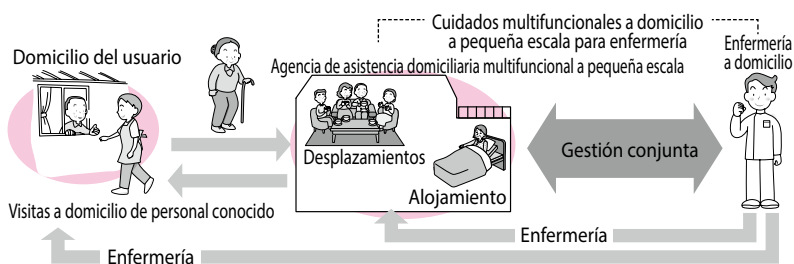 Cuidados multifuncionales a domicilio
a pequeña escala para enfermería
Enfermería
a domicilio
Domicilio del usuario
Agencia de asistencia domiciliaria multifuncional a pequeña escala
Desplazamientos
Gestión conjunta
Alojamiento
Visitas a domicilio de personal conocido
Enfermería
Enfermería